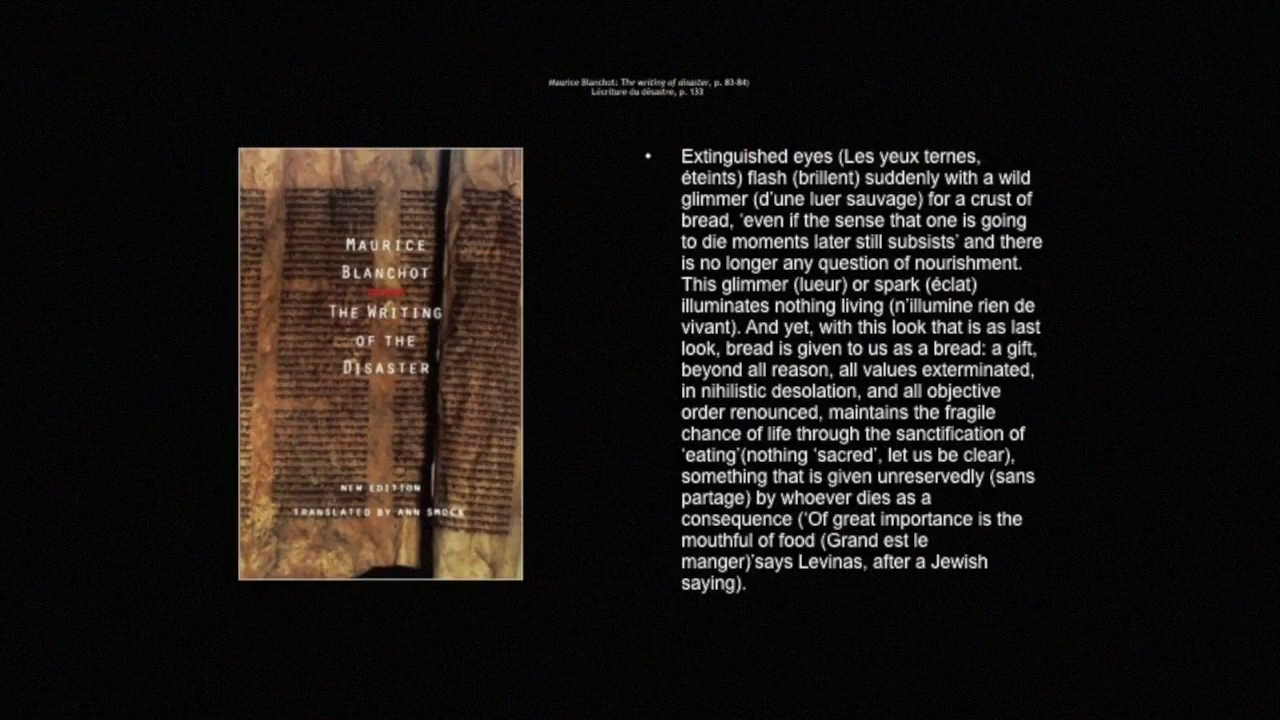 Maurice Blanchot: The writing of disaster, p. 83-84)
Lécriture du désastre, p. 133
MAURICE
BLANCHOT
THE WRITING
OF THE
DISASTER
NEW EDITION
TRANSLATED BY ANN SMOCK
• Extinguished eyes (Les yeux ternes,
éteints) flash (brillent) suddenly with a wild
glimmer (d'une luer sauvage) for a crust of
bread, 'even if the sense that one is going
to die moments later still subsists' and there
is no longer any question of nourishment.
This glimmer (lueur) or spark (éclat)
illuminates nothing living (n'illumine rien de
vivant). And yet, with this look that is as last
look, bread is given to us as a bread: a gift,
beyond all reason, all values exterminated,
in nihilistic desolation, and all objective
order renounced, maintains the fragile
chance of life through the sanctification of
'eating'(nothing 'sacred', let us be clear),
something that is given unreservedly (sans
partage) by whoever dies as a
consequence ('Of great importance is the
mouthful of food (Grand est le
manger)'says Levinas, after a Jewish
saying).